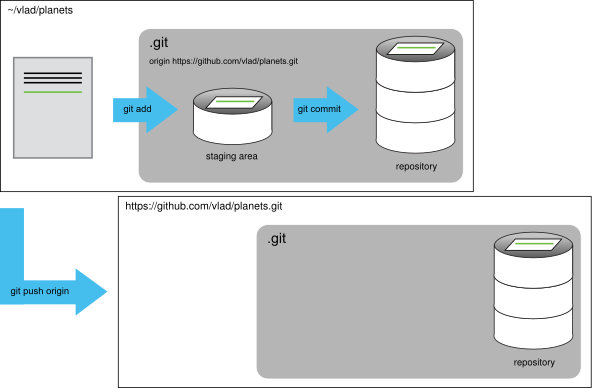 ~/vlad/planets
.git
origin https://github.com/vlad/planets.git
git add
git commit
staging area
repository
https://github.com/vlad/planets.git
.git
git push origin
repository